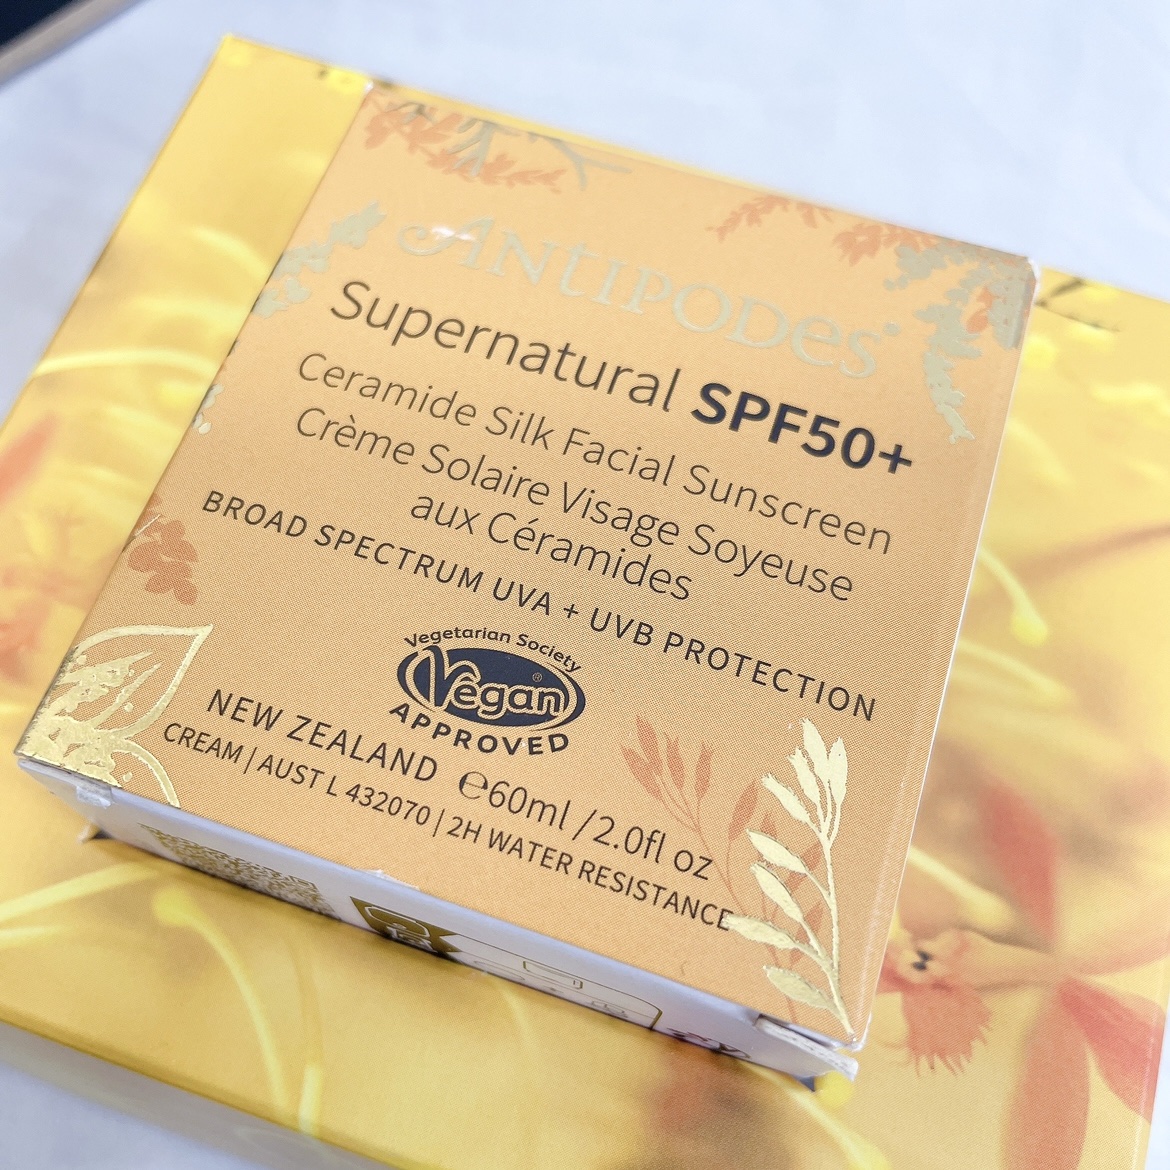 ANTIPODES
Supernatural SPF50+
Ceramide Silk Facial Sunscreen
Crème Solaire Visage Soyeuse
aux Céramides
BROAD SPECTRUM UVA + UVB PROTECTION
Vegetarian Society
Vegan®
APPROVED
NEW ZEALAND ℮60ml /2.0fl oz
CREAM | AUST L 432070 | 2H WATER RESISTANCE